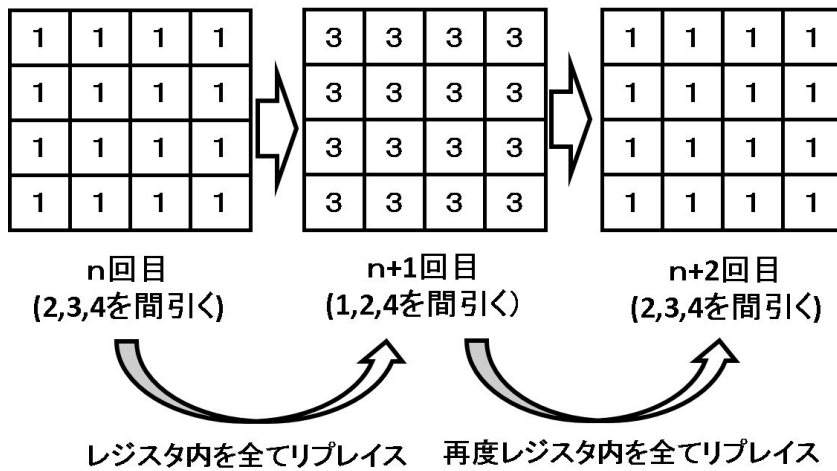 1 1 1 1 3 3 3 3 1 1 1 1
1 1 1 1 3 3 3 3 1 1 1 1
1 1 1 1 3 3 3 3 1 1 1 1
1 1 1 1 3 3 3 3 1 1 1 1
n回目
(2,3,4を間引く)
n+1回目
(1,2,4を間引く)
n+2回目
(2,3,4を間引く)
レジスタ内を全てリプレイス
再度レジスタ内を全てリプレイス